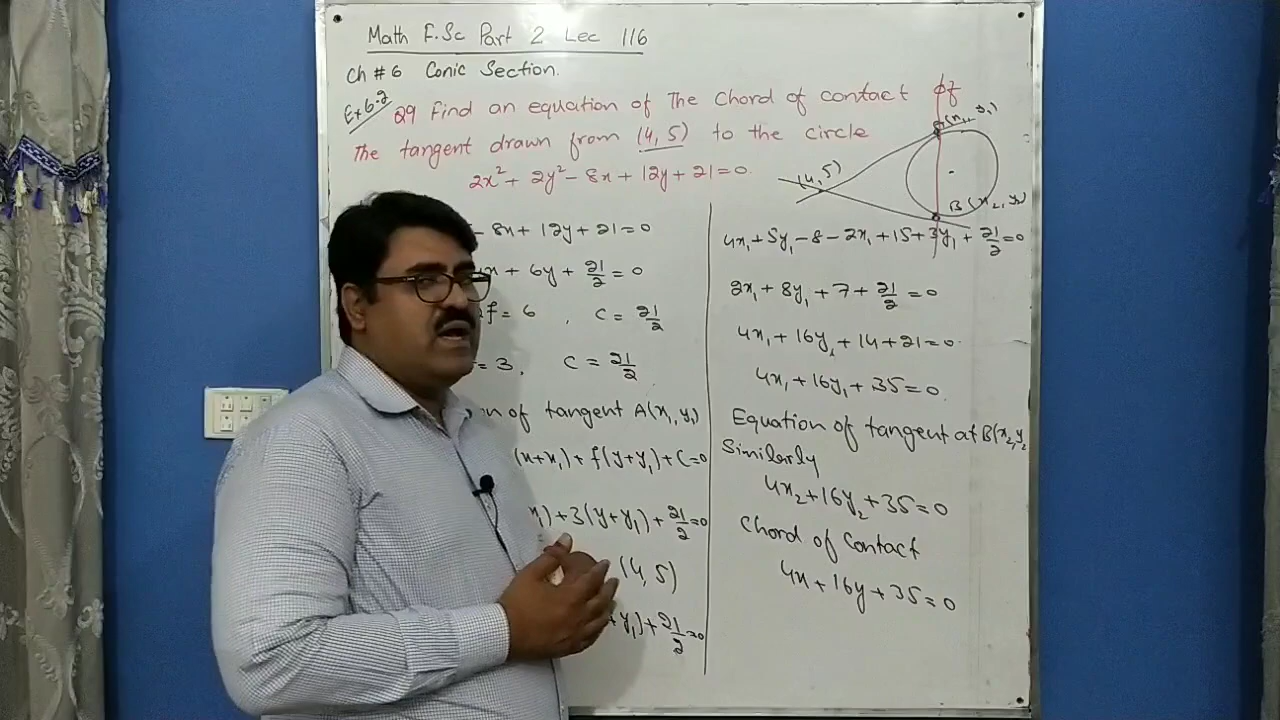 Math F.Sc Part 2 Lec 116
Ch # 6 Conic Section.
Ex 6.2
Q9 Find an equation of The Chord of contact of
The tangent drawn from (4, 5) to the circle
2x² + 2y² - 8x + 12y + 21 = 0.
(4, 5)
B(x₂, y₂)
- 8x + 12y + 21 = 0
x + 6y + 21/2 = 0
2f = 6 , C = 21/2
= 3, C = 21/2
of tangent A(x₁, y₁)
(x+x₁) + f(y+y₁) + C=0
x₁) + 3(y+y₁) + 21/2 =0
(4, 5)
+y₁) + 21/2 =0
4x₁ + 5y₁ - 8 - 2x₁ + 15 + 3y₁ + 21/2 = 0
2x₁ + 8y₁ + 7 + 21/2 = 0
4x₁ + 16y₁ + 14 + 21 = 0.
4x₁ + 16y₁ + 35 = 0.
Equation of tangent at B(x₂, y₂
Similerly
4x₂ + 16y₂ + 35 = 0
Chord of Contact
4x + 16y + 35 = 0